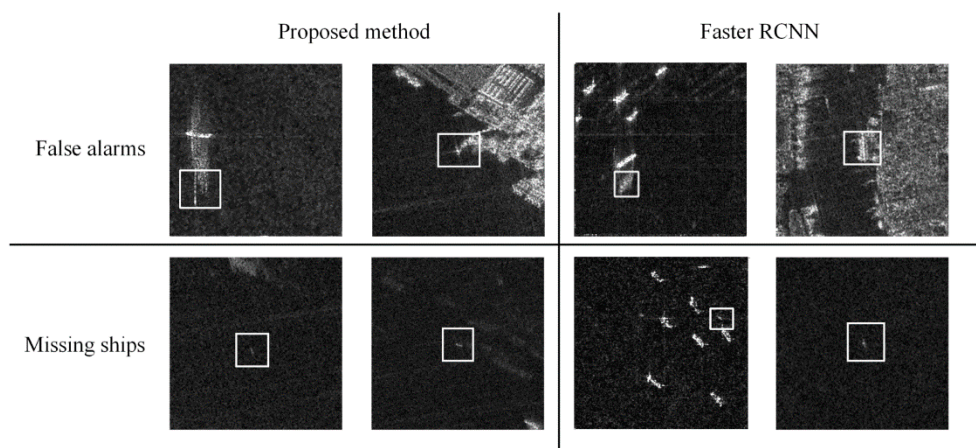 Proposed method
Faster RCNN
False alarms
Missing ships